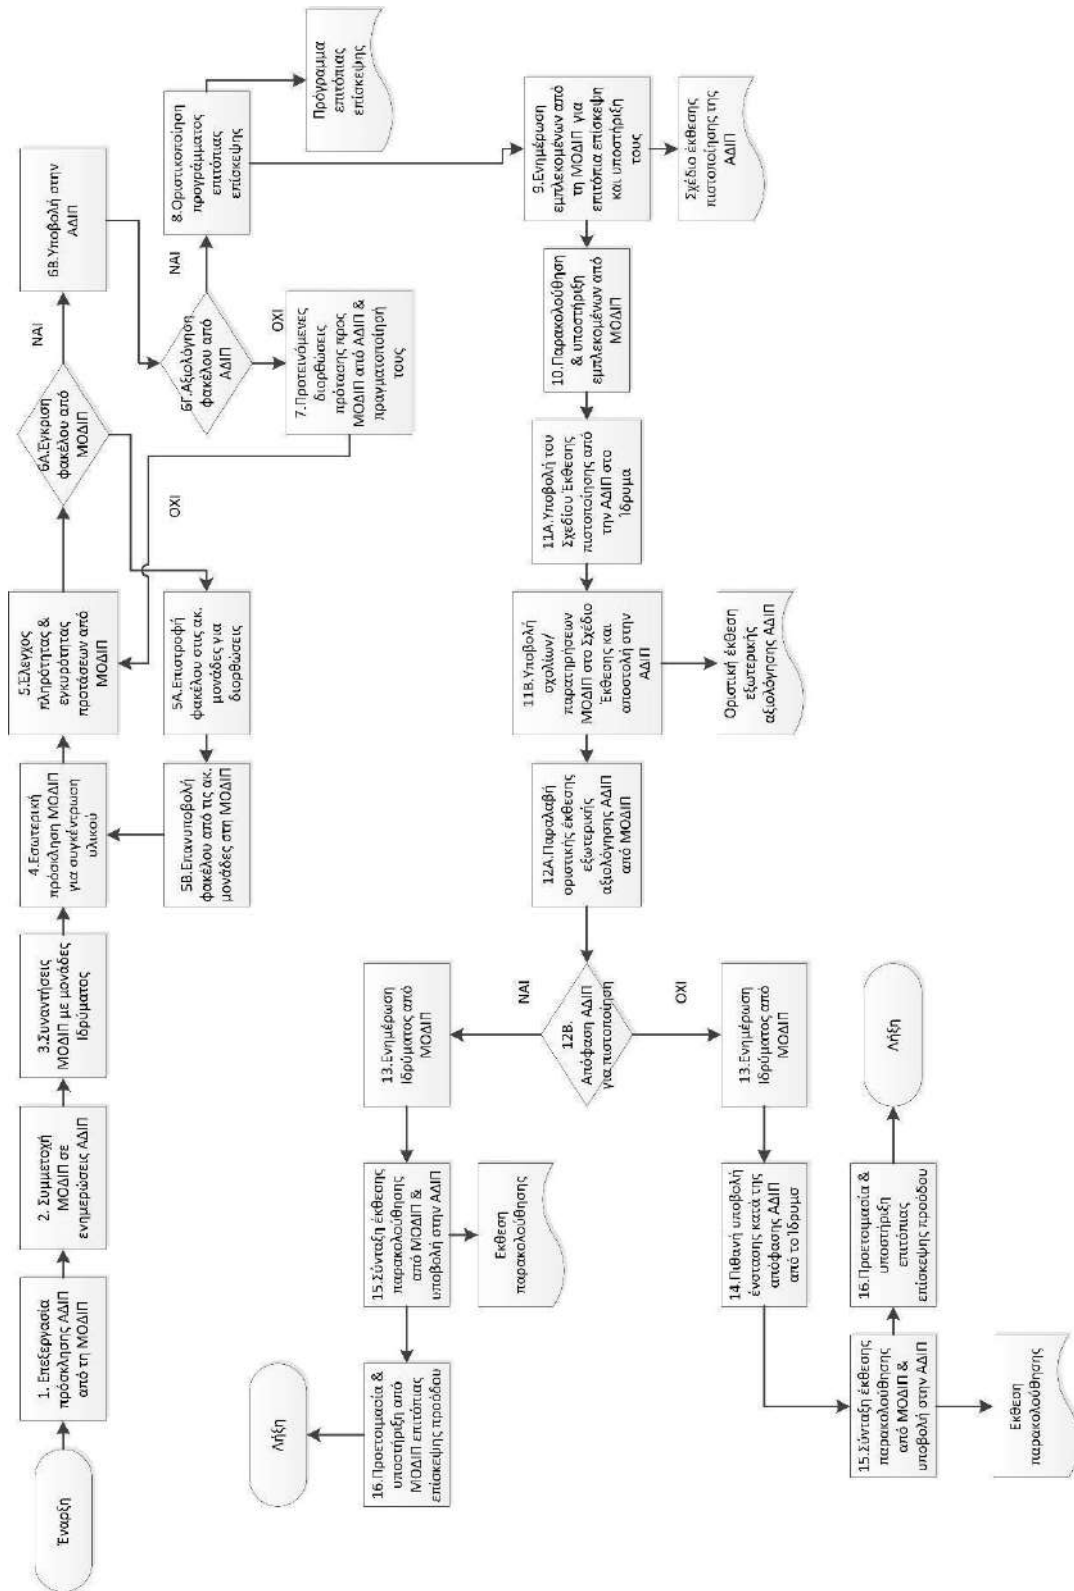 Έναρξη
1. Επεξεργασία
πρόσκλησης ΑΔΙΠ
από τη ΜΟΔΙΠ
2. Συμμετοχή
ΜΟΔΙΠ σε
ενημερώσεις ΑΔΙΠ
3.Συναντήσεις
ΜΟΔΙΠ με μονάδες
Ιδρύματος
4.Εσωτερική
πρόσκληση ΜΟΔΙΠ
για συγκέντρωση
υλικού
5.Ελεγχος
πληρότητας &
εγκυρότητας
προτάσεων από
ΜΟΔΙΠ
6Α.Έγκριση
φακέλου από
ΜΟΔΙΠ
ΝΑΙ
6Β.Υποβολή στην
ΑΔΙΠ
ΟΧΙ
5Α.Επιστροφή
φακέλου στις ακ.
μονάδες για
διορθώσεις
5Β.Επανυποβολή
φακέλου από τις ακ.
μονάδες στη ΜΟΔΙΠ
6Γ.Αξιολόγηση
φακέλου από
ΑΔΙΠ
ΝΑΙ
ΟΧΙ
7.Προτεινόμενες
διορθώσεις
πρότασης προς
ΜΟΔΙΠ από ΑΔΙΠ &
πραγματοποίησή
τους
8.Οριστικοποίηση
προγράμματος
επιτόπιας
επίσκεψης
Πρόγραμμα
επιτόπιας
επίσκεψης
9.Ενημέρωση
εμπλεκομένων από
τη ΜΟΔΙΠ για
επιτόπια επίσκεψη
και υποστήριξη
τους
Σχέδιο έκθεσης
πιστοποίησης της
ΑΔΙΠ
10.Παρακολούθηση
& υποστήριξη
εμπλεκομένων από
ΜΟΔΙΠ
11Α.Υποβολή του
Σχεδίου Έκθεσης
πιστοποίησης από
την ΑΔΙΠ στο
Ίδρυμα
11Β.Υποβολή
σχολίων/
παρατηρήσεων
ΜΟΔΙΠ στο Σχέδιο
Έκθεσης και
αποστολή στην
ΑΔΙΠ
Οριστική έκθεση
εξωτερικής
αξιολόγησης ΑΔΙΠ
12Α.Παραλαβή
οριστικής έκθεσης
εξωτερικής
αξιολόγησης ΑΔΙΠ
από ΜΟΔΙΠ
12Β.
Απόφαση ΑΔΙΠ
για πιστοποίηση
ΝΑΙ
13.Ενημέρωση
Ιδρύματος από
ΜΟΔΙΠ
15.Σύνταξη έκθεσης
παρακολούθησης
από ΜΟΔΙΠ &
υποβολή στην ΑΔΙΠ
Εκθεση
παρακολούθησης
16.Προετοιμασία &
υποστήριξη από
ΜΟΔΙΠ επιτόπιας
επίσκεψης προόδου
Λήξη
ΟΧΙ
13.Ενημέρωση
Ιδρύματος από
ΜΟΔΙΠ
14.Πιθανή υποβολή
ένστασης κατά της
απόφασης ΑΔΙΠ
από το Ίδρυμα
15.Σύνταξη έκθεσης
παρακολούθησης
από ΜΟΔΙΠ &
υποβολή στην ΑΔΙΠ
Εκθεση
παρακολούθησης
16.Προετοιμασία &
υποστήριξη
επιτόπιας
επίσκεψης προόδου
Λήξη